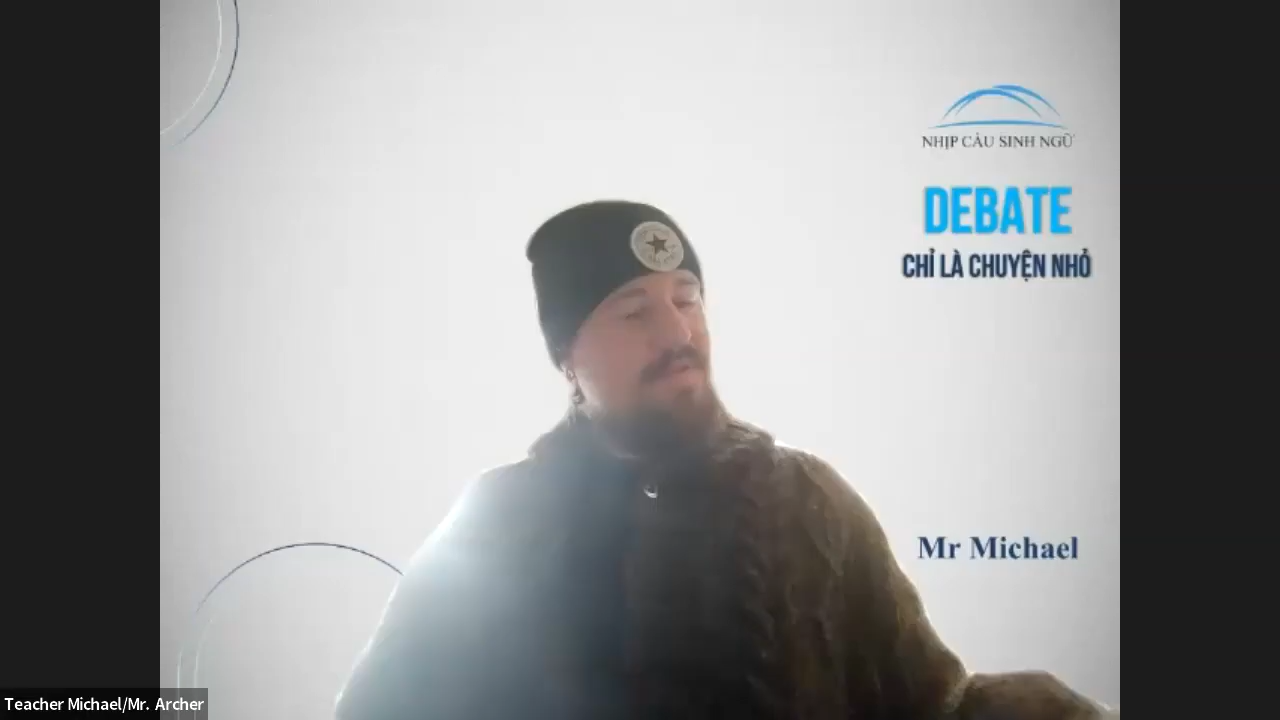 NHỊP CẦU SINH NGỮ
DEBATE
CHỈ LÀ CHUYỆN NHỎ
Mr Michael
Teacher Michael/Mr. Archer